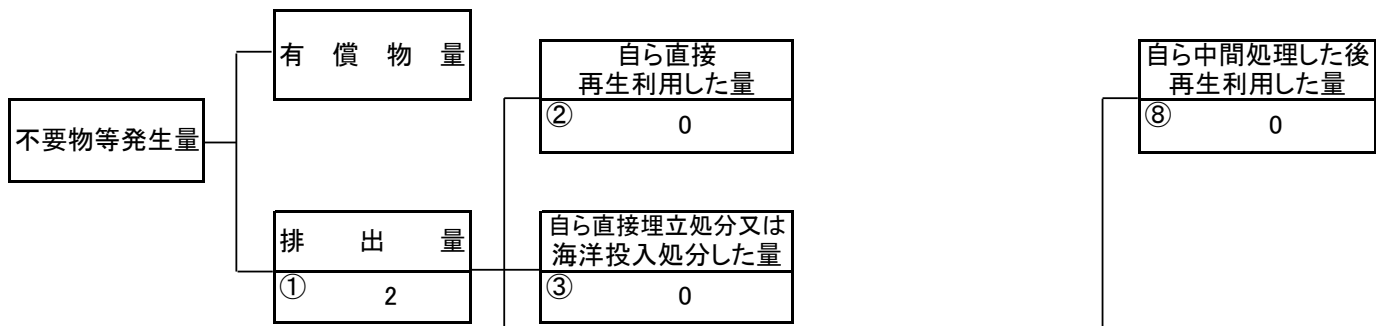 有償物量
自ら直接
再生利用した量
②
0
自ら中間処理した後
再生利用した量
⑧
0
不要物等発生量
排出量
①
2
自ら直接埋立処分又は
海洋投入処分した量
③
0